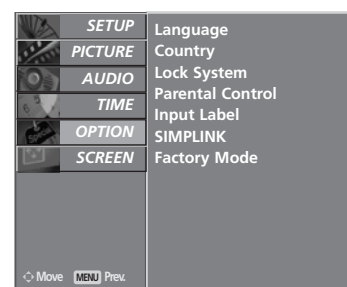 SETUP
PICTURE
AUDIO
TIME
OPTION
SCREEN
Language
Country
Lock System
Parental Control
Input Label
SIMPLINK
Factory Mode
Move MENU Prev.